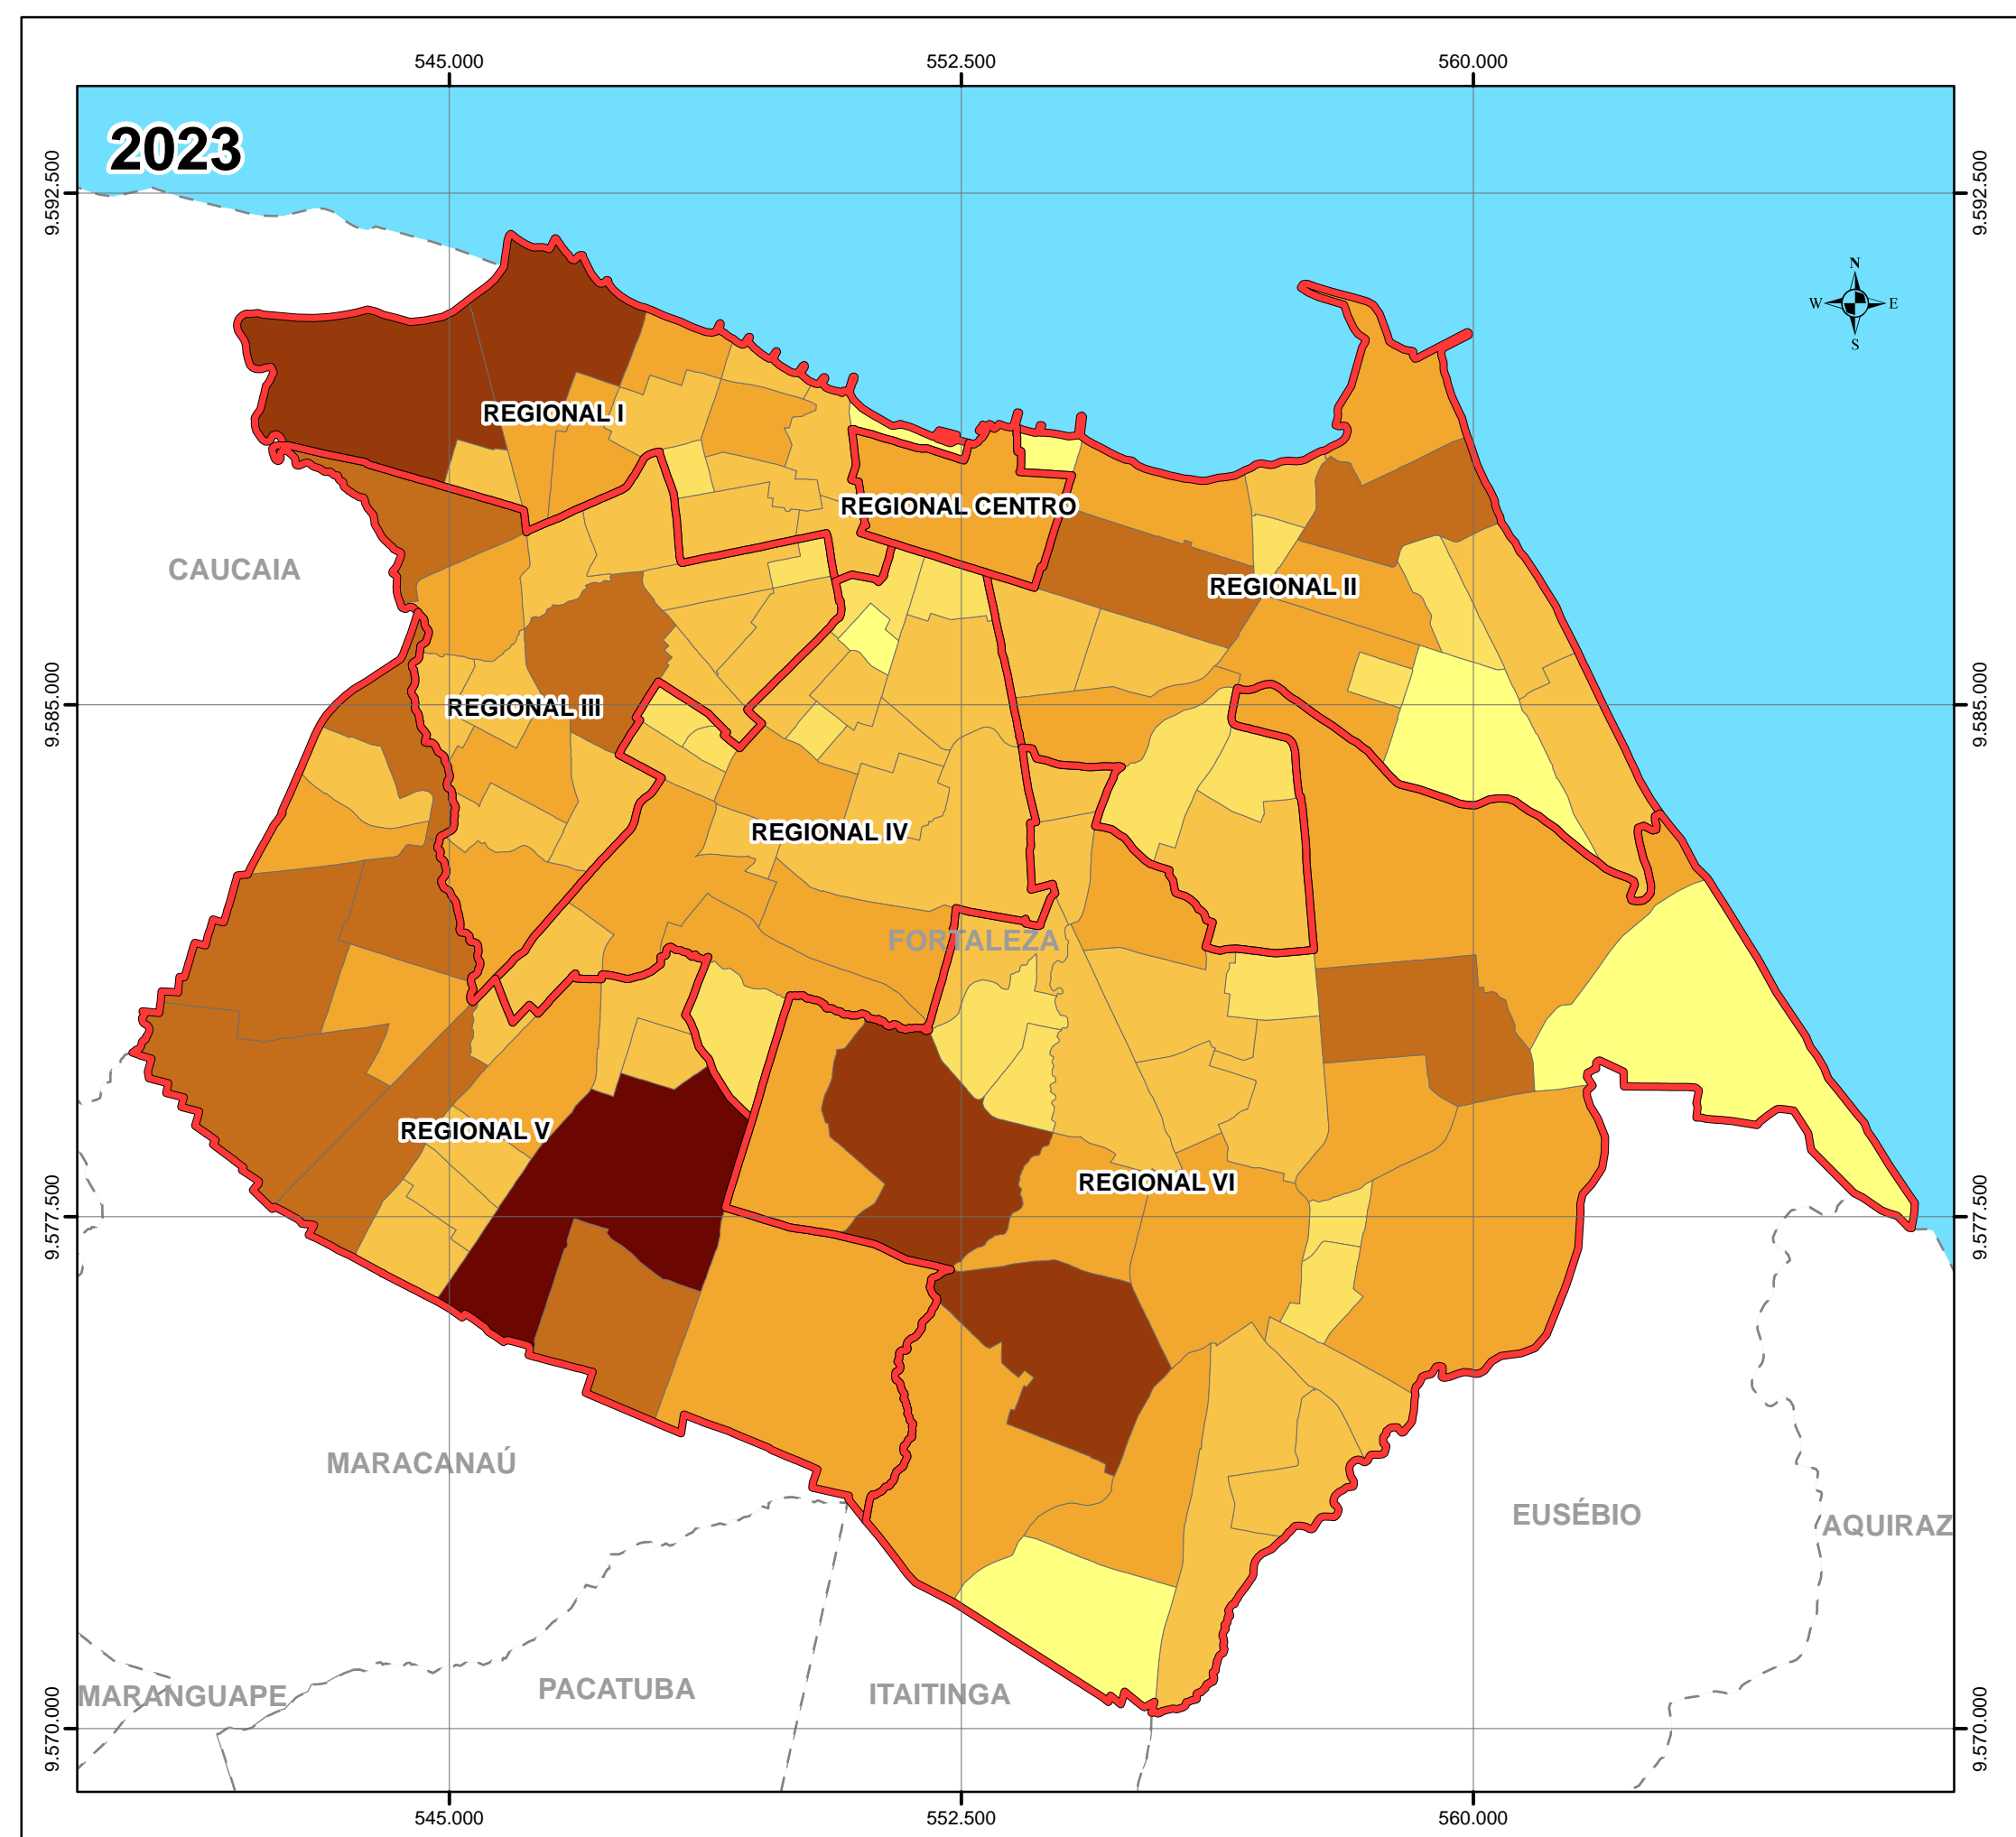 545.000
552.500
560.000
2023
9.592.500
9.592.500
N
W
E
S
REGIONAL I
REGIONAL CENTRO
CAUCAIA
REGIONAL II
9.585.000
9.585.000
REGIONAL III
REGIONAL IV
FORTALEZA
REGIONAL V
REGIONAL VI
9.577.500
9.577.500
MARACANAÚ
EUSÉBIO
AQUIRAZ
MARANGUAPE
PACATUBA
ITAITINGA
9.570.000
9.570.000
545.000
552.500
560.000